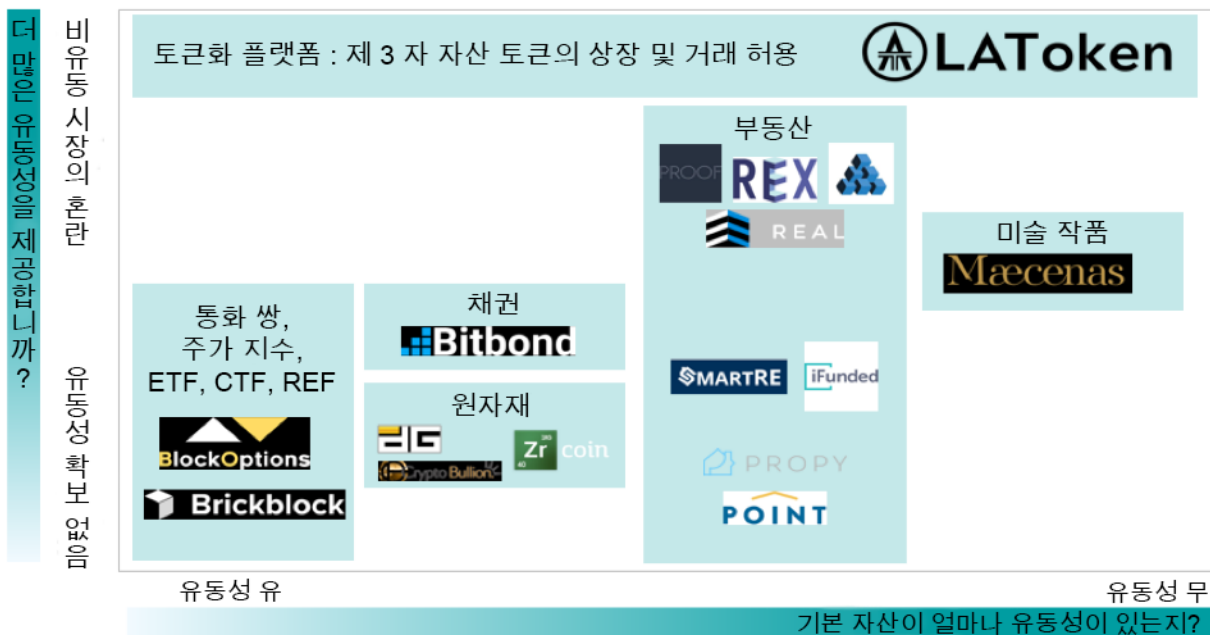 더 많은 유동성을 제공합니까?
비유동 시장의 혼란
유동성 확보 없음
토큰화 플랫폼 : 제 3 자 자산 토큰의 상장 및 거래 허용
LAToken
부동산
PROOF
REX
REAL
SMARTRE
iFunded
PROPY
POINT
미술 작품
Mæcenas
채권
Bitbond
원자재
Crypto Bullion
Zr coin
40
통화 쌍,
주가 지수,
ETF, CTF, REF
BlockOptions
Brickblock
유동성 유
유동성 무
기본 자산이 얼마나 유동성이 있는지?